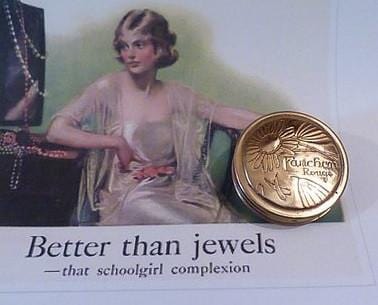 Fauchon
Rouge
Better than jewels
—that schoolgirl complexion